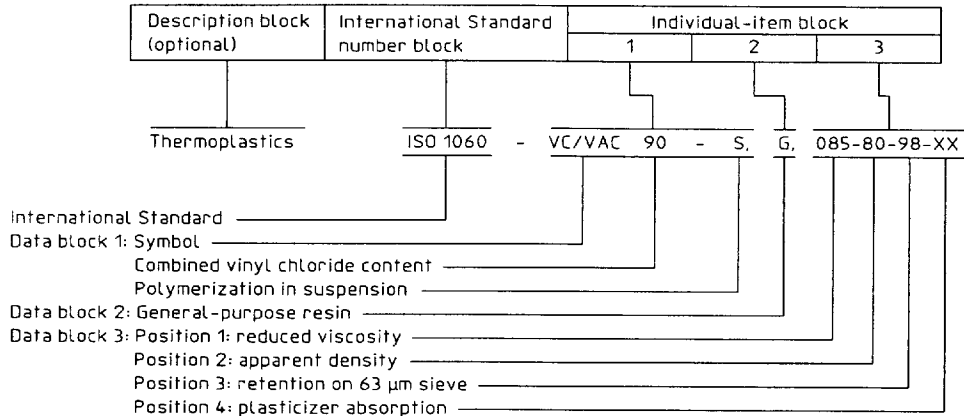 Description block (optional)
International Standard number block
Individual-item block
1
2
3
Thermoplastics
ISO 1060 - VC/VAC 90 - S, G, 085-80-98-XX
International Standard
Data block 1: Symbol
Combined vinyl chloride content
Polymerization in suspension
Data block 2: General-purpose resin
Data block 3: Position 1: reduced viscosity
Position 2: apparent density
Position 3: retention on 63 μm sieve
Position 4: plasticizer absorption